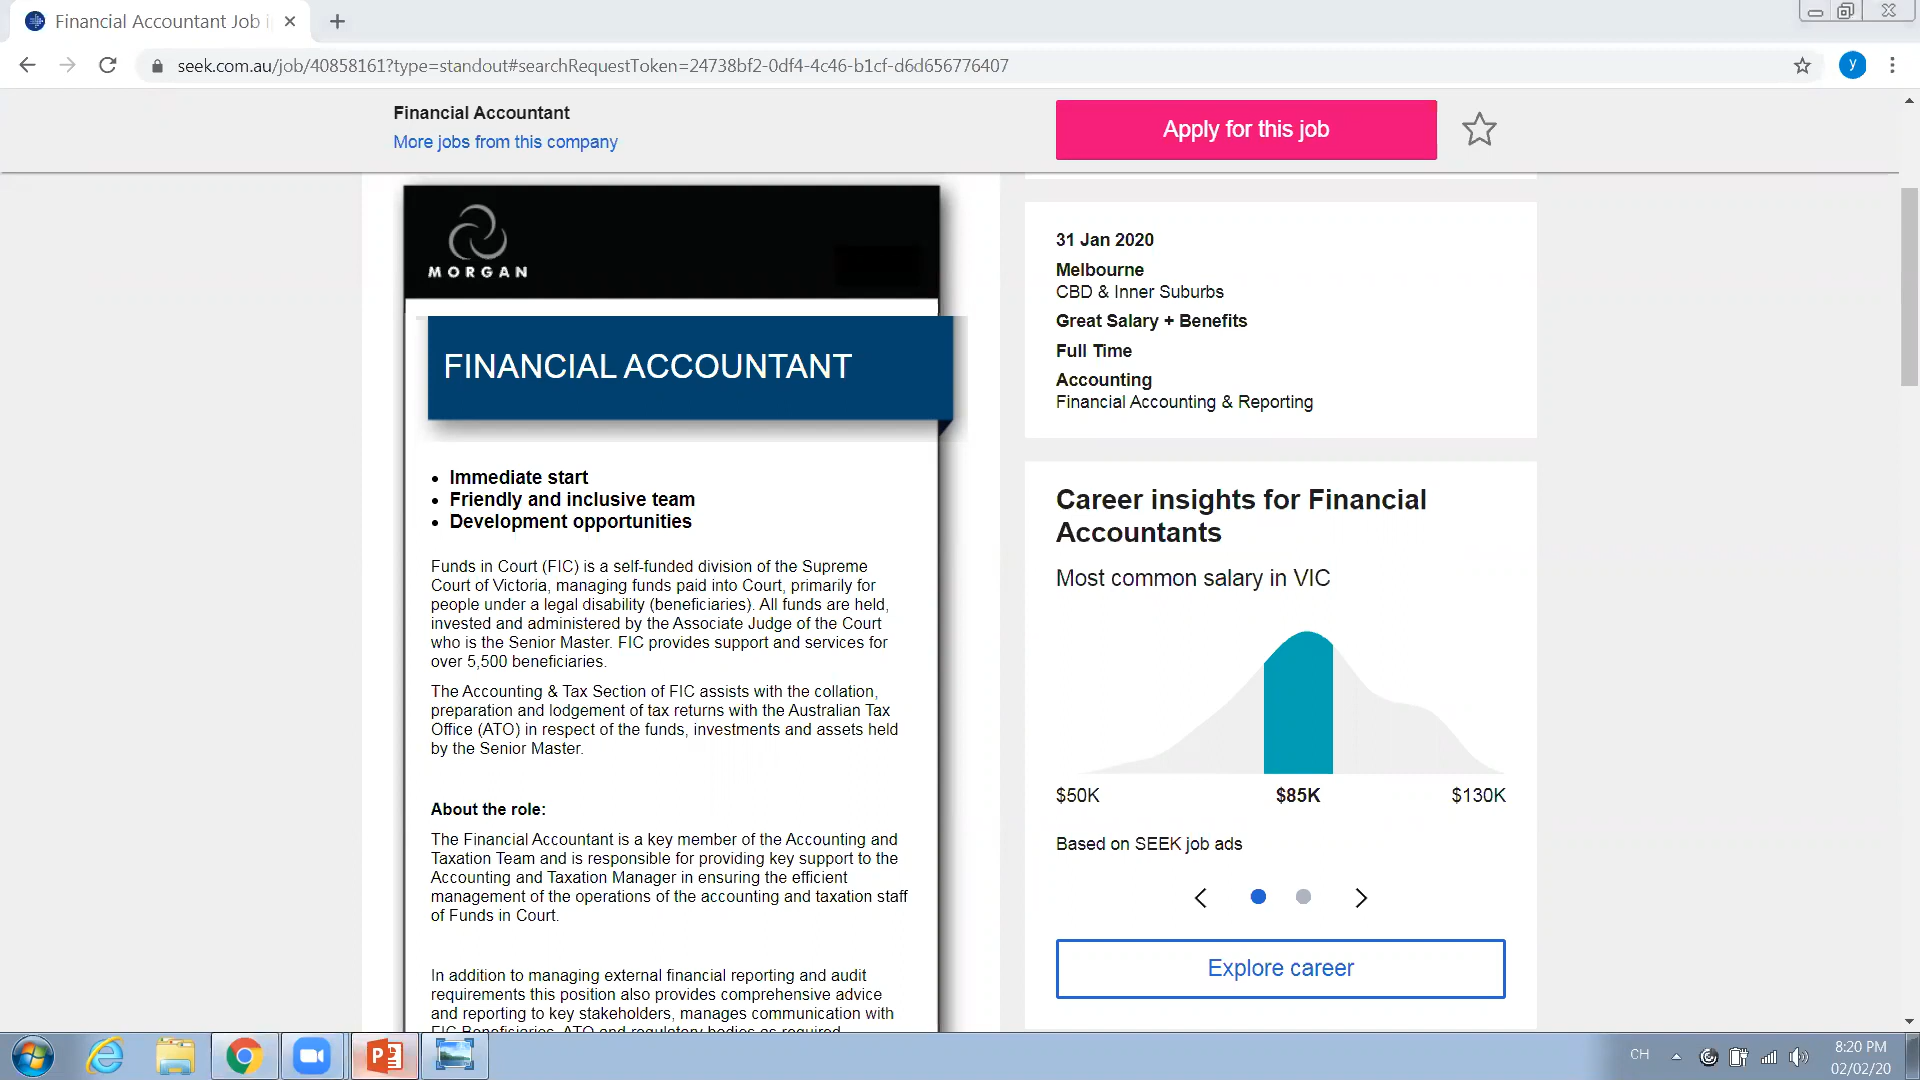 Financial Accountant Job i
seek.com.au/job/40858161?type=standout#searchRequestToken=24738bf2-0df4-4c46-b1cf-d6d656776407
y
Financial Accountant
More jobs from this company
Apply for this job
MORGAN
FINANCIAL ACCOUNTANT
• Immediate start
• Friendly and inclusive team
• Development opportunities
Funds in Court (FIC) is a self-funded division of the Supreme
Court of Victoria, managing funds paid into Court, primarily for
people under a legal disability (beneficiaries). All funds are held,
invested and administered by the Associate Judge of the Court
who is the Senior Master. FIC provides support and services for
over 5,500 beneficiaries.
The Accounting & Tax Section of FIC assists with the collation,
preparation and lodgement of tax returns with the Australian Tax
Office (ATO) in respect of the funds, investments and assets held
by the Senior Master.
About the role:
The Financial Accountant is a key member of the Accounting and
Taxation Team and is responsible for providing key support to the
Accounting and Taxation Manager in ensuring the efficient
management of the operations of the accounting and taxation staff
of Funds in Court.
In addition to managing external financial reporting and audit
requirements this position also provides comprehensive advice
and reporting to key stakeholders, manages communication with
FIC Beneficiaries, ATO and regulatory bodies as required
31 Jan 2020
Melbourne
CBD & Inner Suburbs
Great Salary + Benefits
Full Time
Accounting
Financial Accounting & Reporting
Career insights for Financial
Accountants
Most common salary in VIC
$50K
$85K
$130K
Based on SEEK job ads
Explore career
CH
8:20 PM
02/02/20